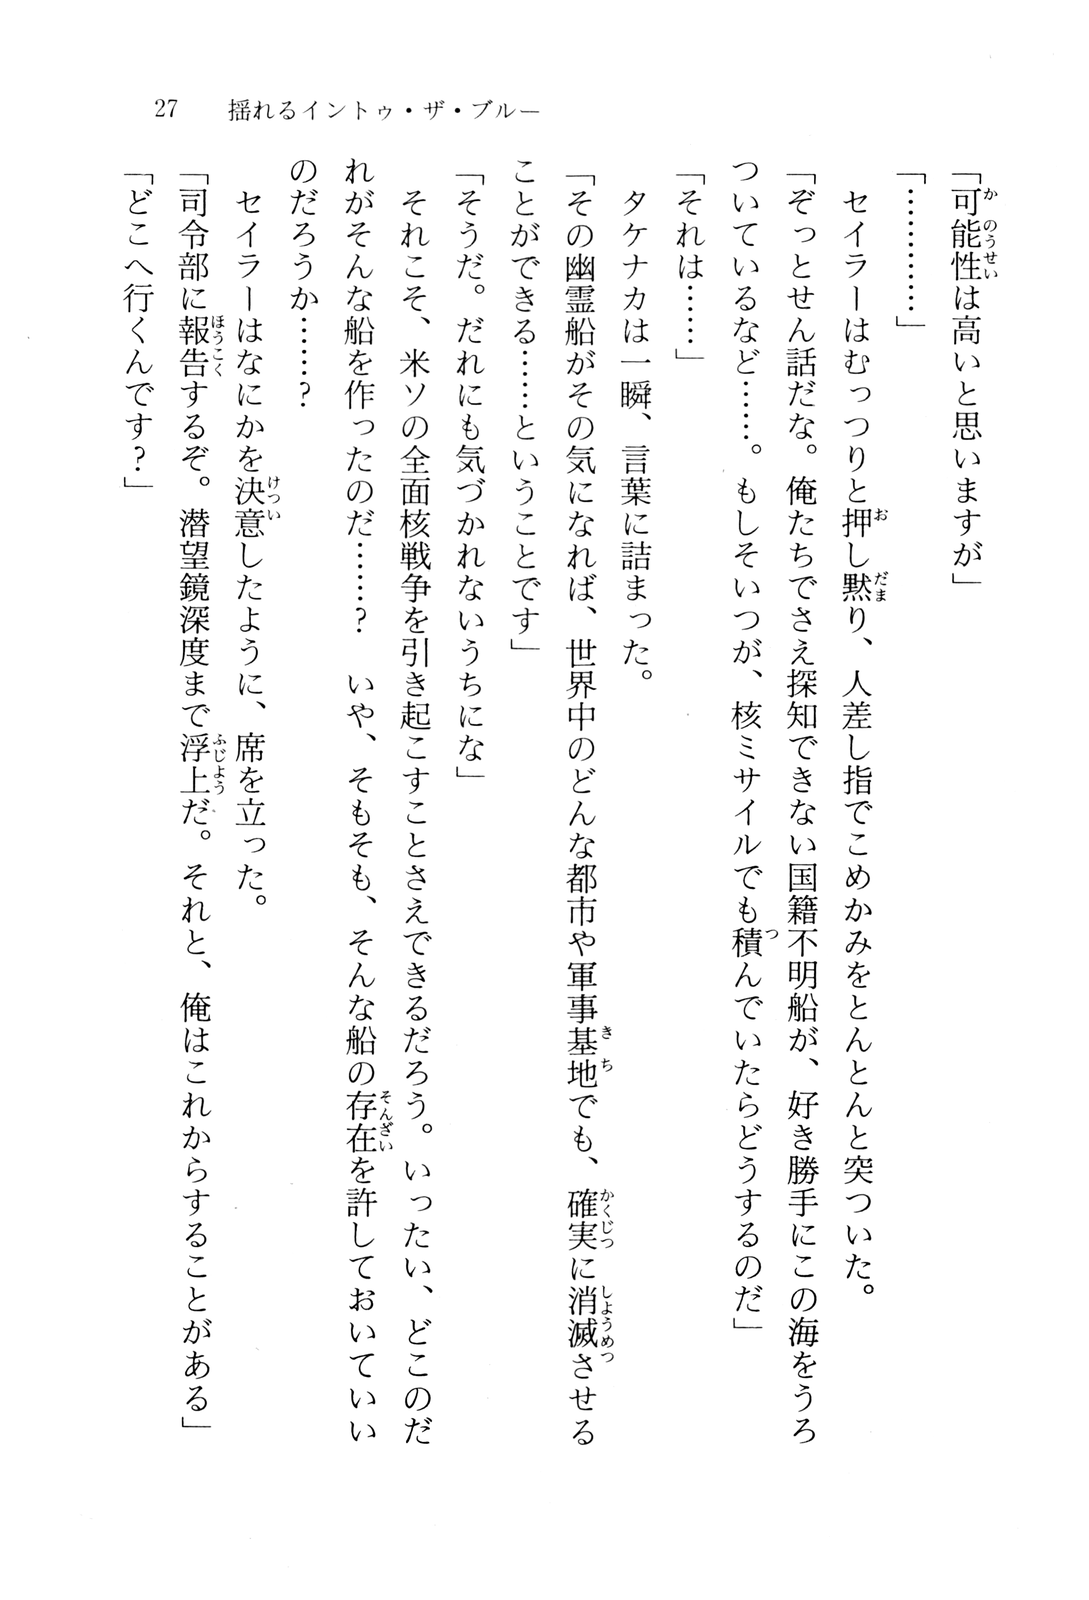 27　揺れるイントゥ・ザ・ブルー
「可能性は高いと思いますが」
「…………」
　セイラーはむっつりと押し黙り、人差し指でこめかみをとんとんと突ついた。
「ぞっとせん話だな。俺たちでさえ探知できない国籍不明船が、好き勝手にこの海をうろ
ついているなど……。もしそいつが、核ミサイルでも積んでいたらどうするのだ」
「それは……」
　タケナカは一瞬、言葉に詰まった。
「その幽霊船がその気になれば、世界中のどんな都市や軍事基地でも、確実に消滅させる
ことができる……ということです」
「そうだ。だれにも気づかれないうちにな」
　それこそ、米ソの全面核戦争を引き起こすことさえできるだろう。いったい、どこのだ
れがそんな船を作ったのだ……？　いや、そもそも、そんな船の存在を許しておいていい
のだろうか……？
　セイラーはなにかを決意したように、席を立った。
「司令部に報告するぞ。潜望鏡深度まで浮上だ。それと、俺はこれからすることがある」
「どこへ行くんです？」